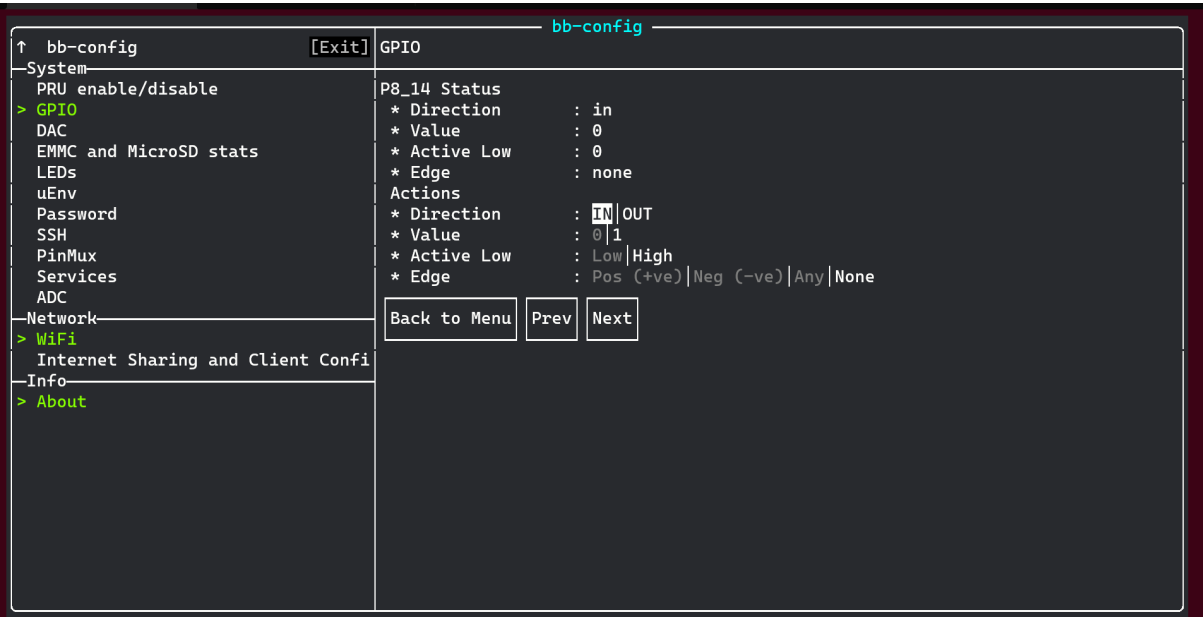 bb-config
↑ bb-config [Exit]
System
PRU enable/disable
> GPIO
DAC
EMMC and MicroSD stats
LEDs
uEnv
Password
SSH
PinMux
Services
ADC
Network
> WiFi
Internet Sharing and Client Confi
Info
> About
GPIO
P8_14 Status
* Direction : in
* Value : 0
* Active Low : 0
* Edge : none
Actions
* Direction : IN|OUT
* Value : 0|1
* Active Low : Low|High
* Edge : Pos (+ve)|Neg (-ve)|Any|None
Back to Menu Prev Next